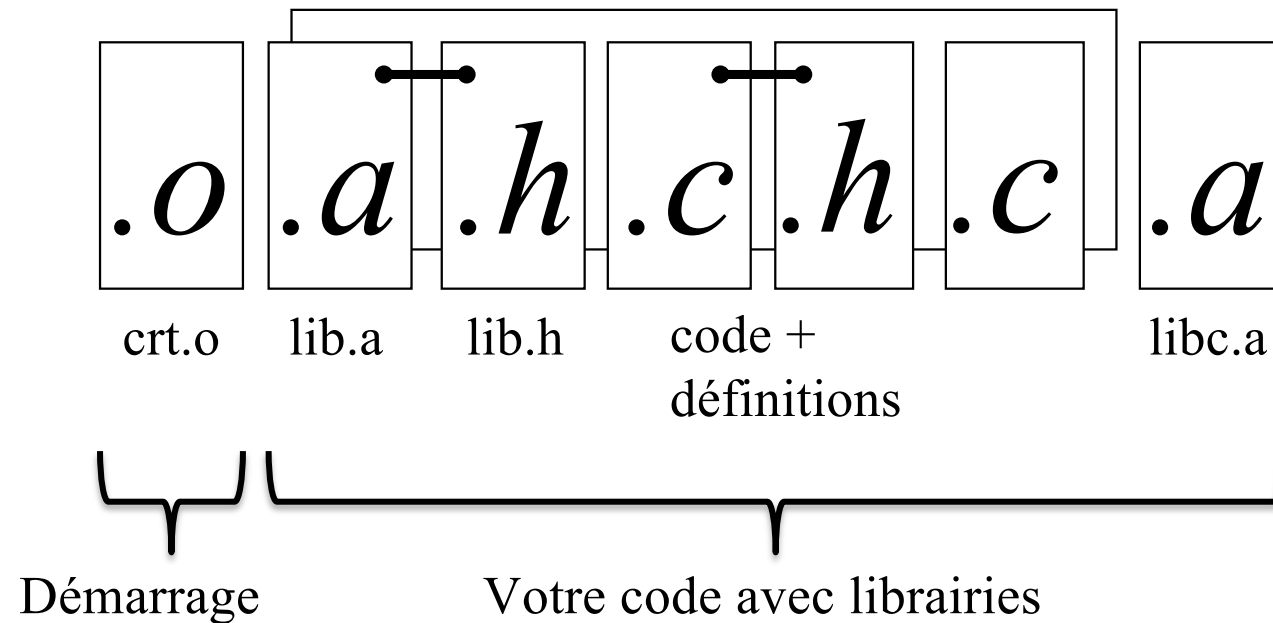 .o .a .h .c .h .c .a
crt.o lib.a lib.h code + libc.a
définitions
Démarrage Votre code avec librairies